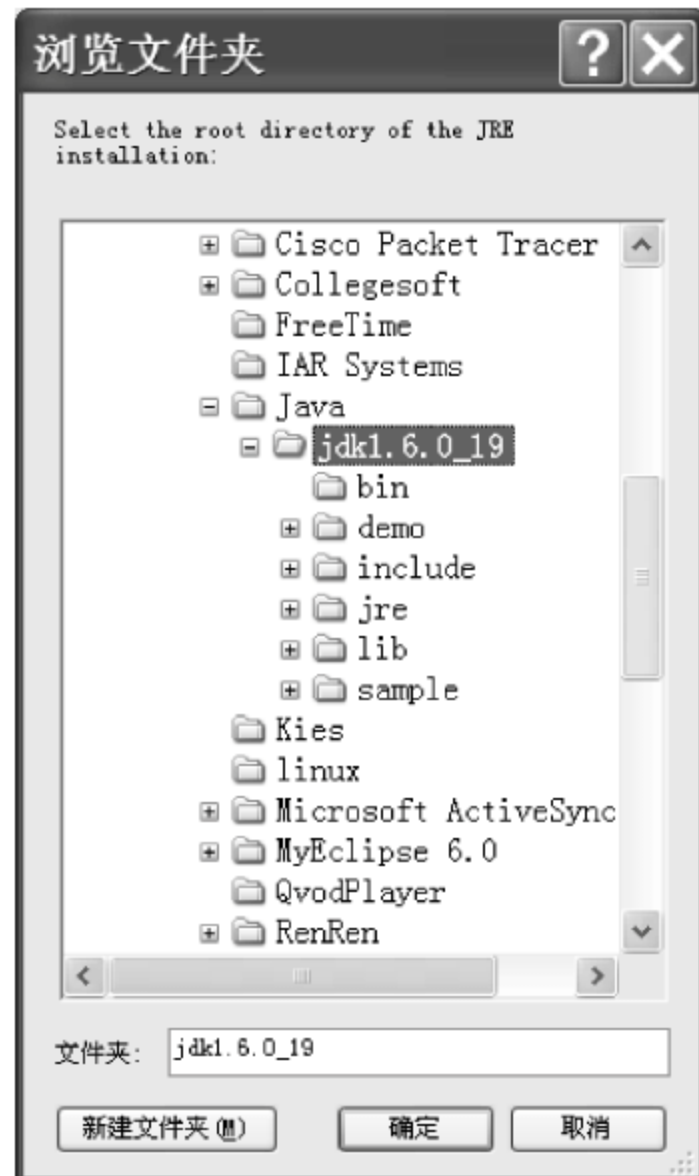 浏览文件夹
Select the root directory of the JRE
installation:
Cisco Packet Tracer
Collegesoft
FreeTime
IAR Systems
Java
jdk1.6.0_19
bin
demo
include
jre
lib
sample
Kies
linux
Microsoft ActiveSync
MyEclipse 6.0
QvodPlayer
RenRen
文件夹: jdk1.6.0_19
新建文件夹(M) 确定 取消